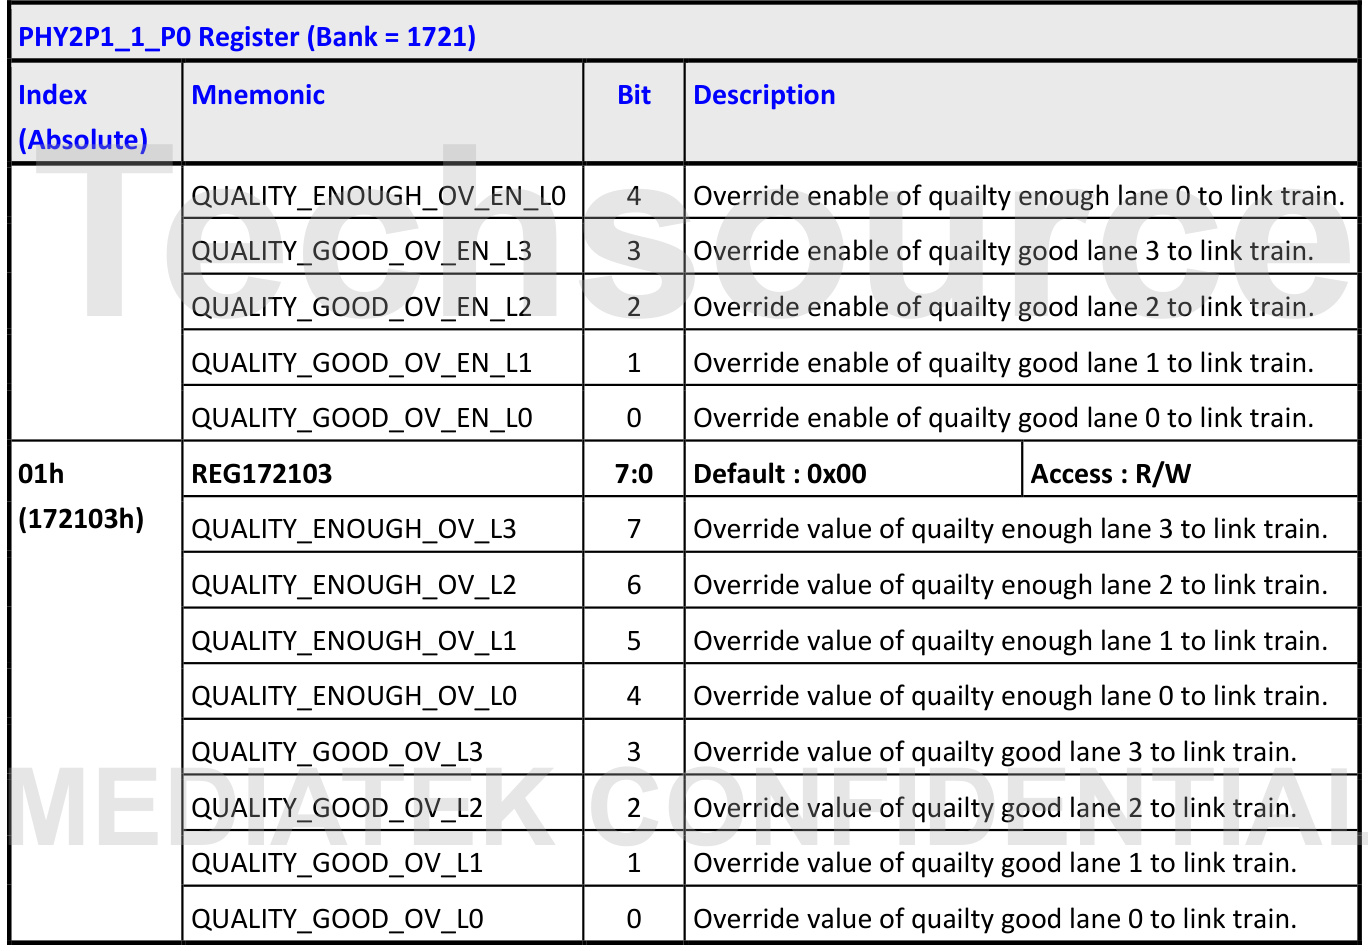 PHY2P1_1_P0 Register (Bank = 1721)
Index (Absolute) Mnemonic Bit Description
QUALITY_ENOUGH_OV_EN_L0 4 Override enable of quailty enough lane 0 to link train.
QUALITY_GOOD_OV_EN_L3 3 Override enable of quailty good lane 3 to link train.
QUALITY_GOOD_OV_EN_L2 2 Override enable of quailty good lane 2 to link train.
QUALITY_GOOD_OV_EN_L1 1 Override enable of quailty good lane 1 to link train.
QUALITY_GOOD_OV_EN_L0 0 Override enable of quailty good lane 0 to link train.
01h (172103h) REG172103 7:0 Default : 0x00 Access : R/W
QUALITY_ENOUGH_OV_L3 7 Override value of quailty enough lane 3 to link train.
QUALITY_ENOUGH_OV_L2 6 Override value of quailty enough lane 2 to link train.
QUALITY_ENOUGH_OV_L1 5 Override value of quailty enough lane 1 to link train.
QUALITY_ENOUGH_OV_L0 4 Override value of quailty enough lane 0 to link train.
QUALITY_GOOD_OV_L3 3 Override value of quailty good lane 3 to link train.
QUALITY_GOOD_OV_L2 2 Override value of quailty good lane 2 to link train.
QUALITY_GOOD_OV_L1 1 Override value of quailty good lane 1 to link train.
QUALITY_GOOD_OV_L0 0 Override value of quailty good lane 0 to link train.
Techsource
MEDIATEK CONFIDENTIAL